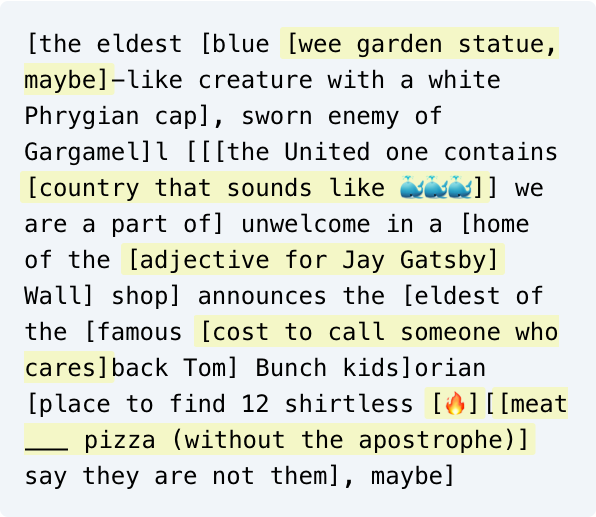 [the eldest [blue [wee garden statue,
maybe]–like creature with a white
Phrygian cap], sworn enemy of
Gargamel]l [[[the United one contains
[country that sounds like 🐳🐳🐳]] we
are a part of] unwelcome in a [home
of the [adjective for Jay Gatsby]
Wall] shop] announces the [eldest of
the [famous [cost to call someone who
cares]back Tom] Bunch kids]orian
[place to find 12 shirtless [🔥][[meat
___ pizza (without the apostrophe)]
say they are not them], maybe]